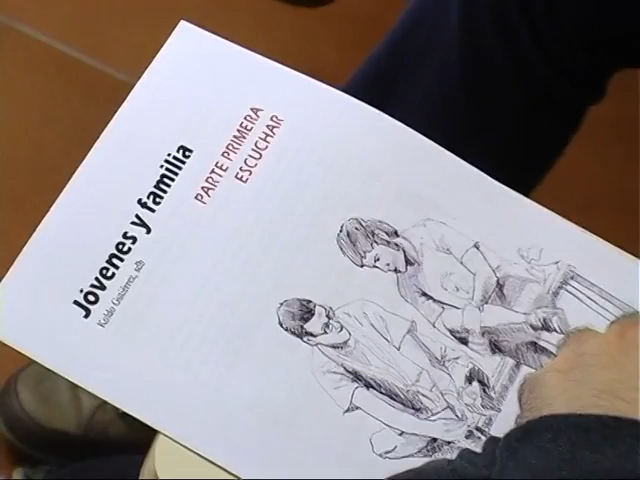 Jóvenes y familia
Koldo Gutiérrez, sdb
PARTE PRIMERA
ESCUCHAR